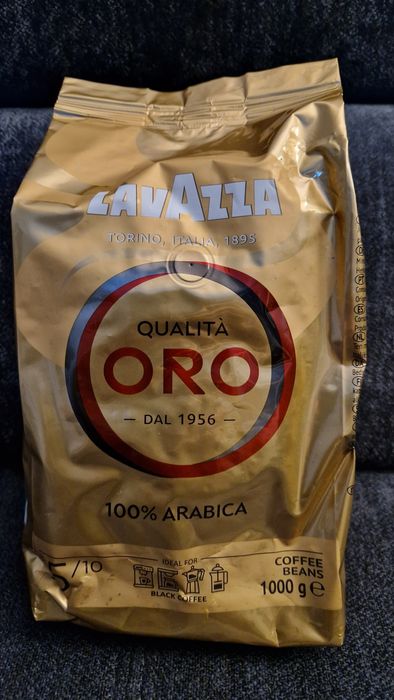 LAVAZZA
TORINO, ITALIA, 1895
QUALITÀ
ORO
— DAL 1956 —
100% ARABICA
5/10
IDEAL FOR
BLACK COFFEE
COFFEE
BEANS
1000 g ℮